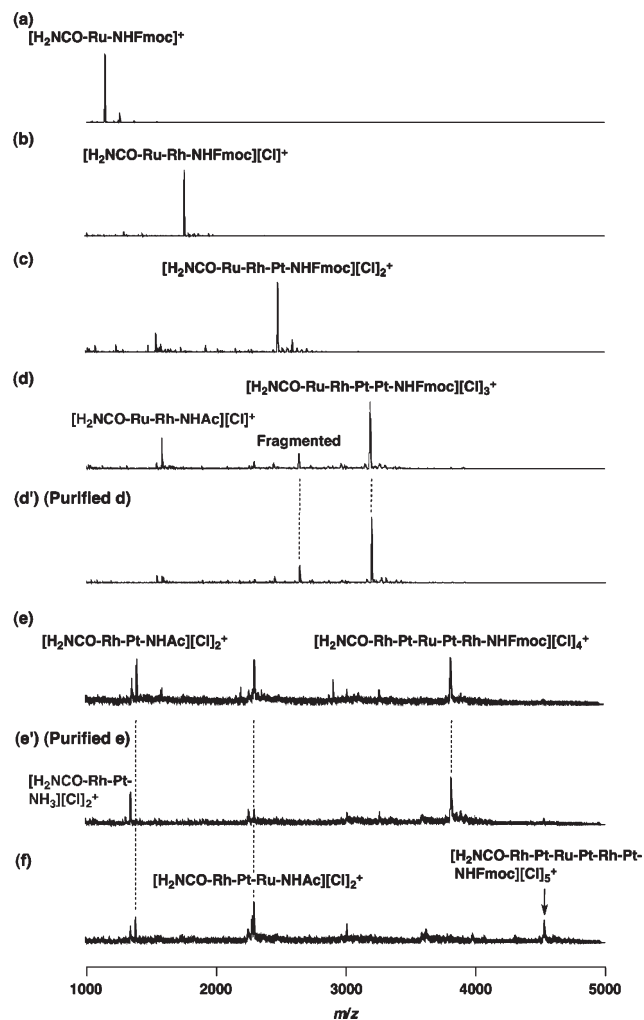 (a)
[H₂NCO-Ru-NHFmoc]⁺
(b)
[H₂NCO-Ru-Rh-NHFmoc][Cl]⁺
(c)
[H₂NCO-Ru-Rh-Pt-NHFmoc][Cl]₂⁺
(d)
[H₂NCO-Ru-Rh-Pt-Pt-NHFmoc][Cl]₃⁺
[H₂NCO-Ru-Rh-NHAc][Cl]⁺
Fragmented
(d') (Purified d)
(e)
[H₂NCO-Rh-Pt-NHAc][Cl]₂⁺
[H₂NCO-Rh-Pt-Ru-Pt-Rh-NHFmoc][Cl]₄⁺
(e') (Purified e)
[H₂NCO-Rh-Pt-
NH₃][Cl]₂⁺
(f)
[H₂NCO-Rh-Pt-Ru-NHAc][Cl]₂⁺
[H₂NCO-Rh-Pt-Ru-Pt-Rh-Pt-
NHFmoc][Cl]₅⁺
1000 2000 3000 4000 5000
m/z